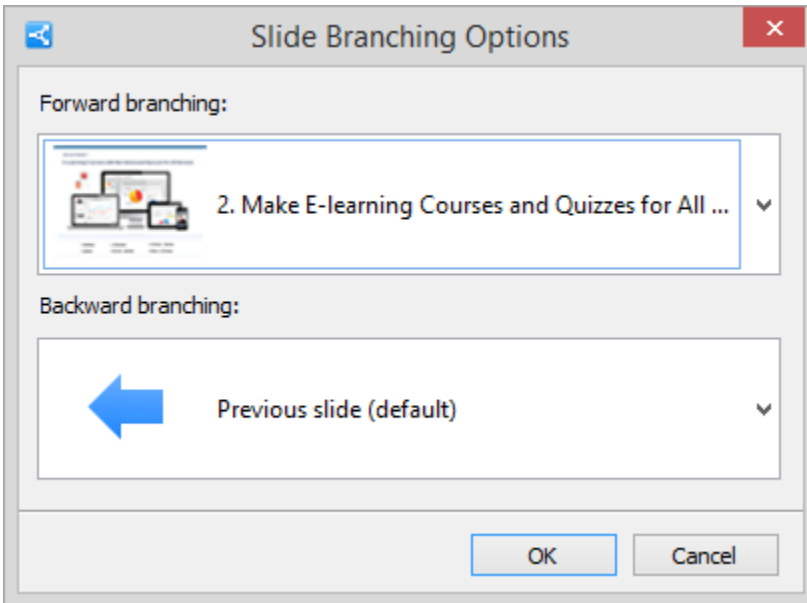 Slide Branching Options
Forward branching:
2. Make E-learning Courses and Quizzes for All ...
Backward branching:
Previous slide (default)
OK
Cancel